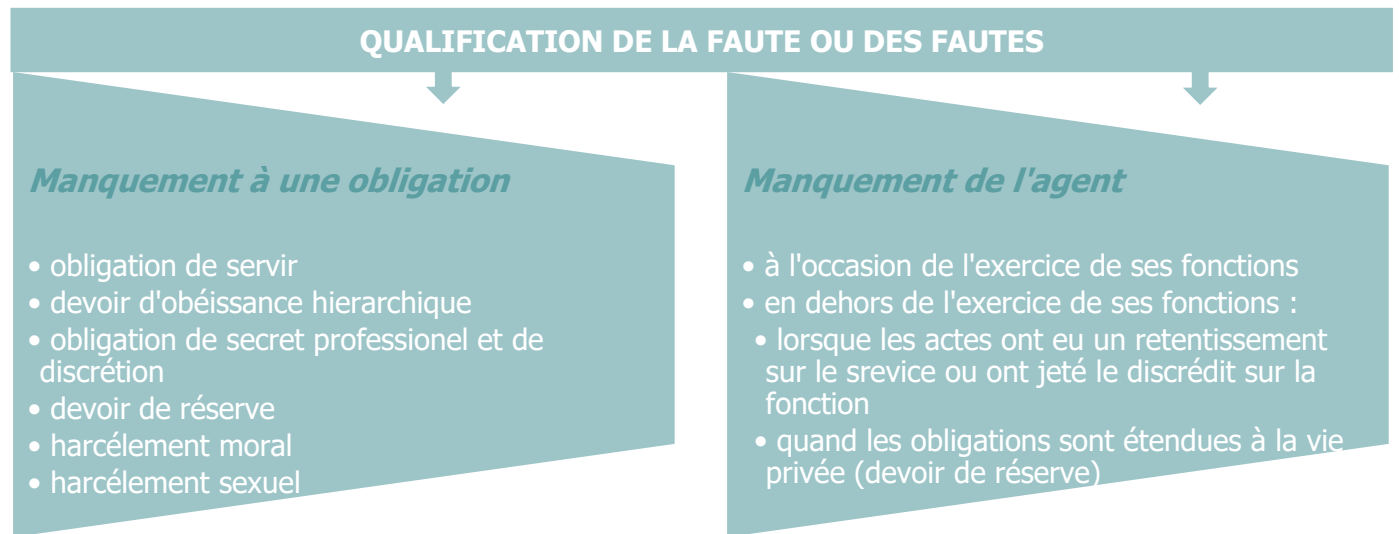 QUALIFICATION DE LA FAUTE OU DES FAUTES
Manquement à une obligation
• obligation de servir
• devoir d'obéissance hierarchique
• obligation de secret professionel et de
discrétion
• devoir de réserve
• harcélement moral
• harcélement sexuel
Manquement de l'agent
• à l'occasion de l'exercice de ses fonctions
• en dehors de l'exercice de ses fonctions :
• lorsque les actes ont eu un retentissement
sur le srevice ou ont jeté le discrédit sur la
fonction
• quand les obligations sont étendues à la vie
privée (devoir de réserve)